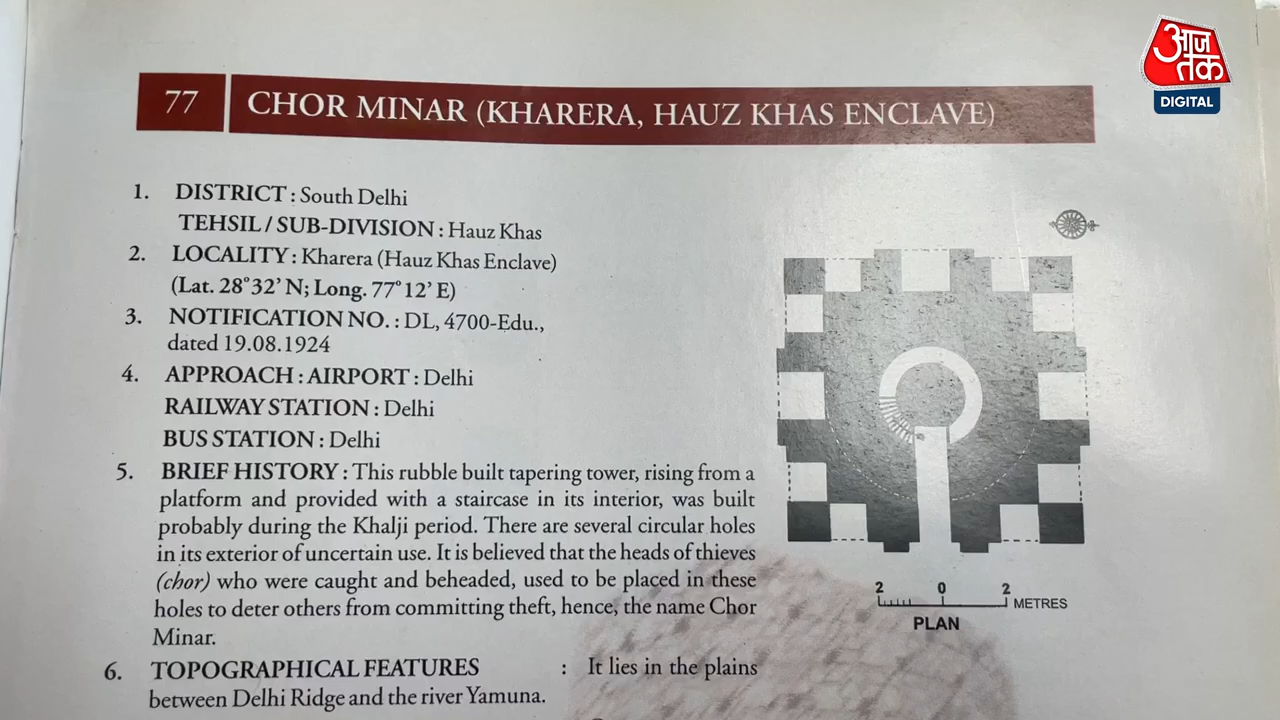 आज
तक
DIGITAL
77 CHOR MINAR (KHARERA, HAUZ KHAS ENCLAVE)
1. DISTRICT : South Delhi
TEHSIL / SUB-DIVISION : Hauz Khas
2. LOCALITY : Kharera (Hauz Khas Enclave)
(Lat. 28°32’ N; Long. 77°12’ E)
3. NOTIFICATION NO. : DL, 4700-Edu.,
dated 19.08.1924
4. APPROACH : AIRPORT : Delhi
RAILWAY STATION : Delhi
BUS STATION : Delhi
5. BRIEF HISTORY : This rubble built tapering tower, rising from a
platform and provided with a staircase in its interior, was built
probably during the Khalji period. There are several circular holes
in its exterior of uncertain use. It is believed that the heads of thieves
(chor) who were caught and beheaded, used to be placed in these
holes to deter others from committing theft, hence, the name Chor
Minar.
6. TOPOGRAPHICAL FEATURES : It lies in the plains
between Delhi Ridge and the river Yamuna.
2 0 2
METRES
PLAN